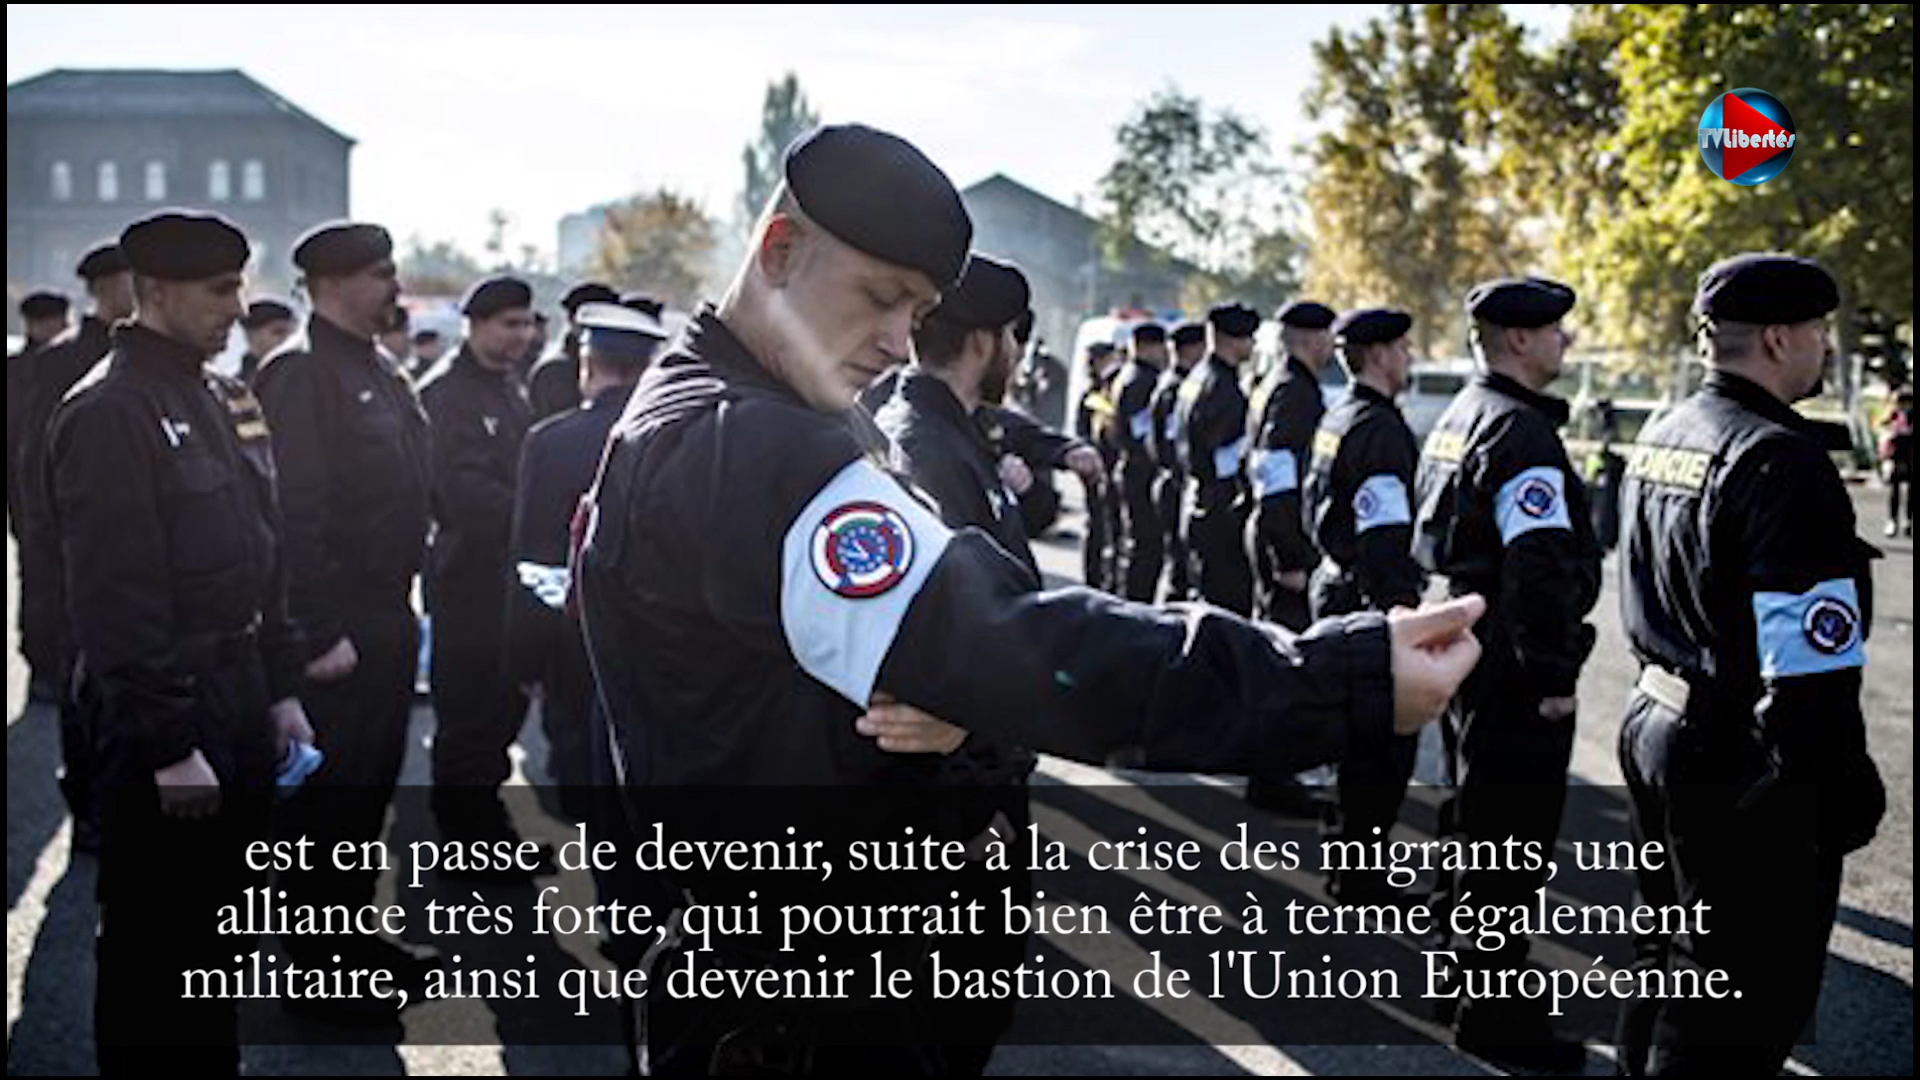 TVLibertés
POLICIE
est en passe de devenir, suite à la crise des migrants, une
alliance très forte, qui pourrait bien être à terme également
militaire, ainsi que devenir le bastion de l'Union Européenne.